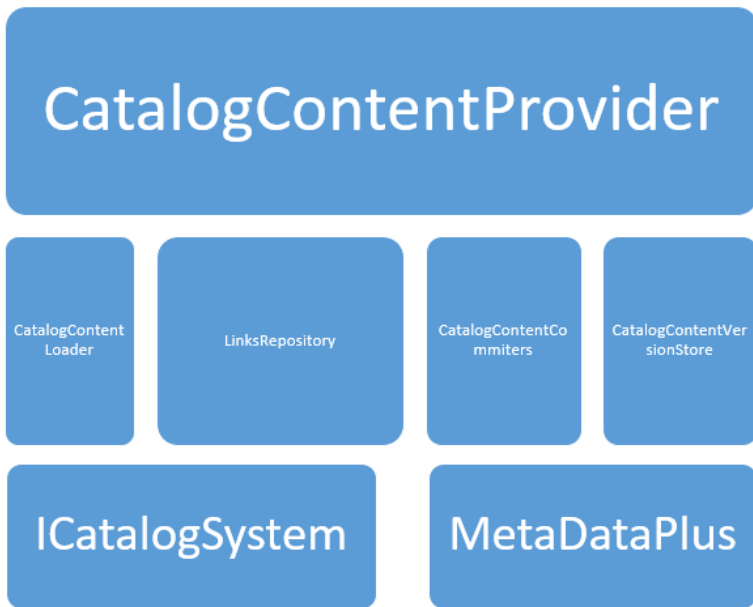 CatalogContentProvider
CatalogContent
Loader
LinksRepository
CatalogContentCo
mmiters
CatalogContentVer
sionStore
ICatalogSystem
MetaDataPlus